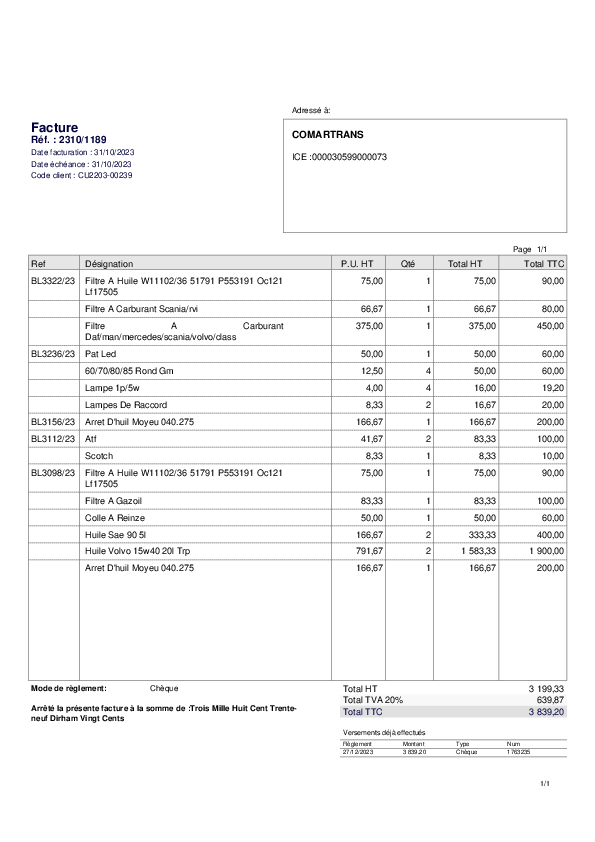 Adressé à:
Facture
Réf. : 2310/1189
Date facturation : 31/10/2023
Date échéance : 31/10/2023
Code client : CU2203-00239
COMARTRANS
ICE :000030599000073
Page 1/1
Ref Désignation P.U. HT Qté Total HT Total TTC
BL3322/23 Filtre A Huile W11102/36 51791 P553191 Oc121 75,00 1 75,00 90,00
Lf17505
Filtre A Carburant Scania/rvi 66,67 1 66,67 80,00
Filtre A Carburant 375,00 1 375,00 450,00
Daf/man/mercedes/scania/volvo/class
BL3236/23 Pat Led 50,00 1 50,00 60,00
60/70/80/85 Rond Gm 12,50 4 50,00 60,00
Lampe 1p/5w 4,00 4 16,00 19,20
Lampes De Raccord 8,33 2 16,67 20,00
BL3156/23 Arret D'huil Moyeu 040.275 166,67 1 166,67 200,00
BL3112/23 Atf 41,67 2 83,33 100,00
Scotch 8,33 1 8,33 10,00
BL3098/23 Filtre A Huile W11102/36 51791 P553191 Oc121 75,00 1 75,00 90,00
Lf17505
Filtre A Gazoil 83,33 1 83,33 100,00
Colle A Reinze 50,00 1 50,00 60,00
Huile Sae 90 5l 166,67 2 333,33 400,00
Huile Volvo 15w40 20l Trp 791,67 2 1 583,33 1 900,00
Arret D'huil Moyeu 040.275 166,67 1 166,67 200,00
Mode de règlement: Chèque
Arrêté la présente facture à la somme de :Trois Mille Huit Cent Trente-
neuf Dirham Vingt Cents
Total HT 3 199,33
Total TVA 20% 639,87
Total TTC 3 839,20
Versements déjà effectués
Règlement Montant Type Num
27/12/2023 3 839,20 Chèque 1763235
1/1